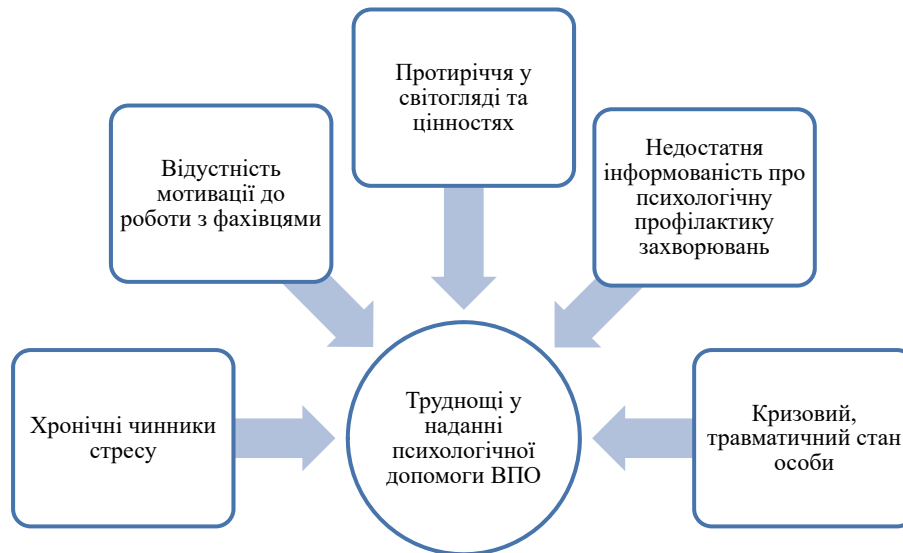 Протиріччя у
світогляді та
цінностях
Відустність
мотивації до
роботи з фахівцями
Недостатня
інформованість про
психологічну
профілактику
захворювань
Хронічні чинники
стресу
Труднощі у
наданні
психологічної
допомоги ВПО
Кризовий,
травматичний стан
особи